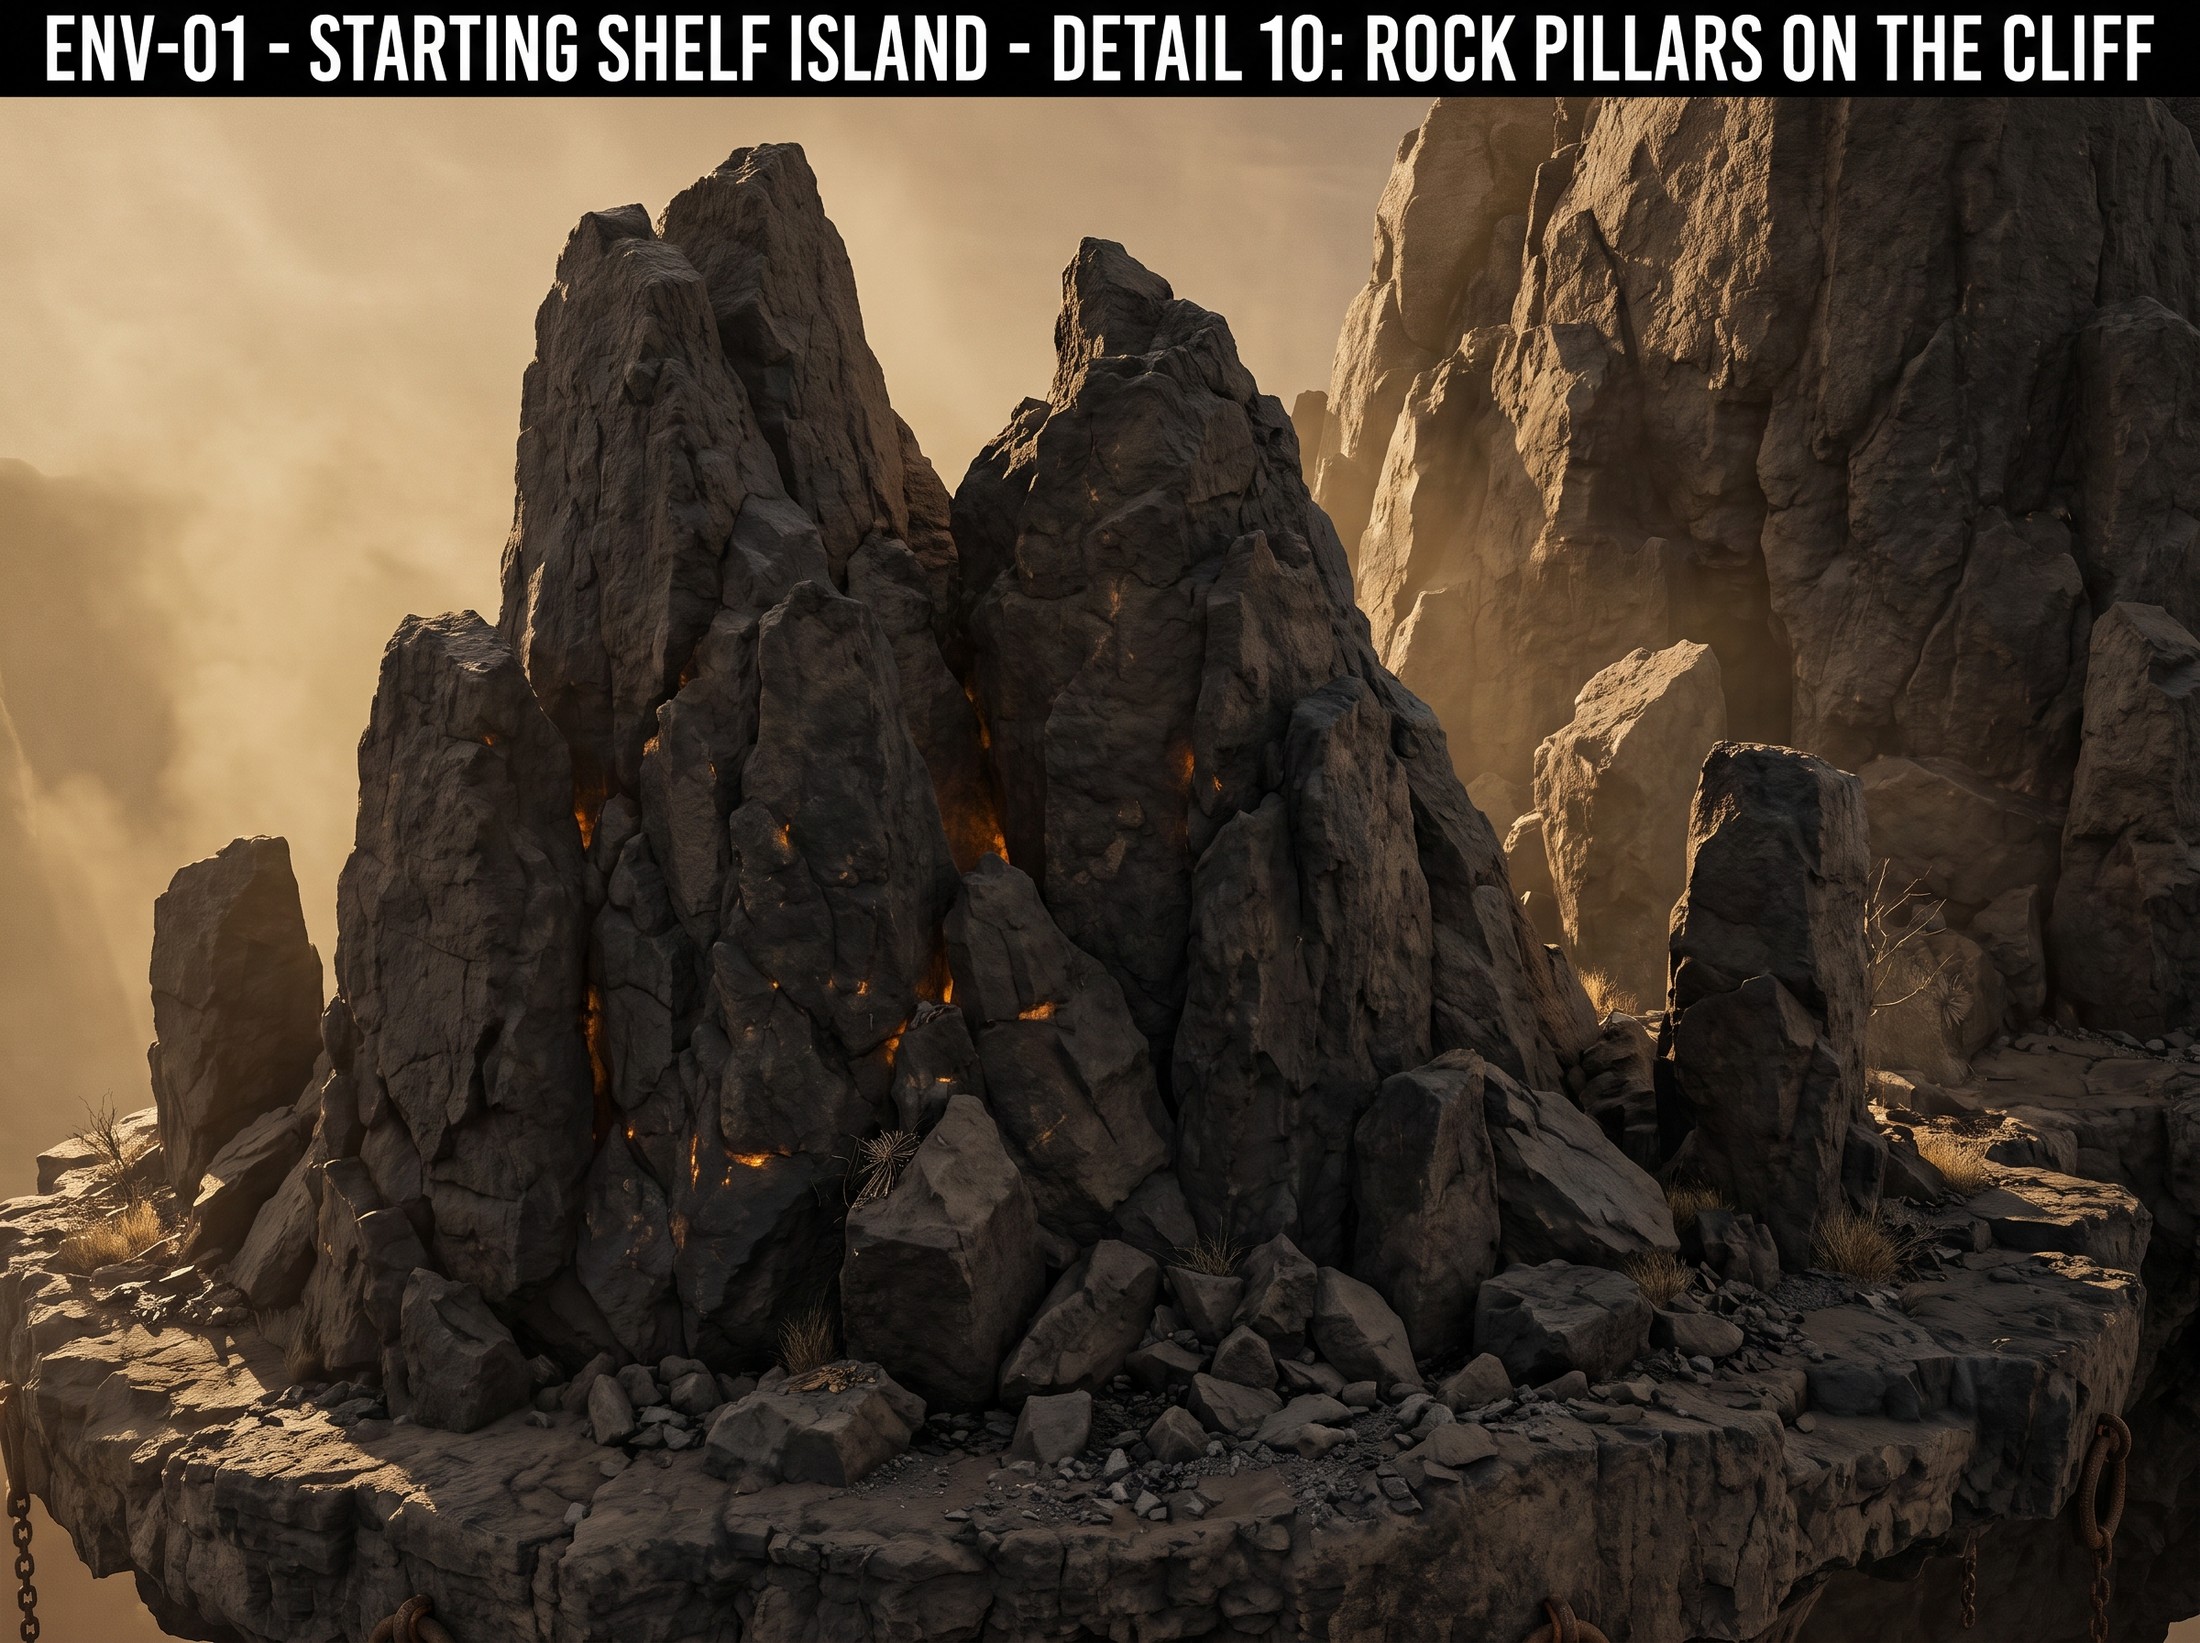 ENV-01 - STARTING SHELF ISLAND - DETAIL 10: ROCK PILLARS ON THE CLIFF